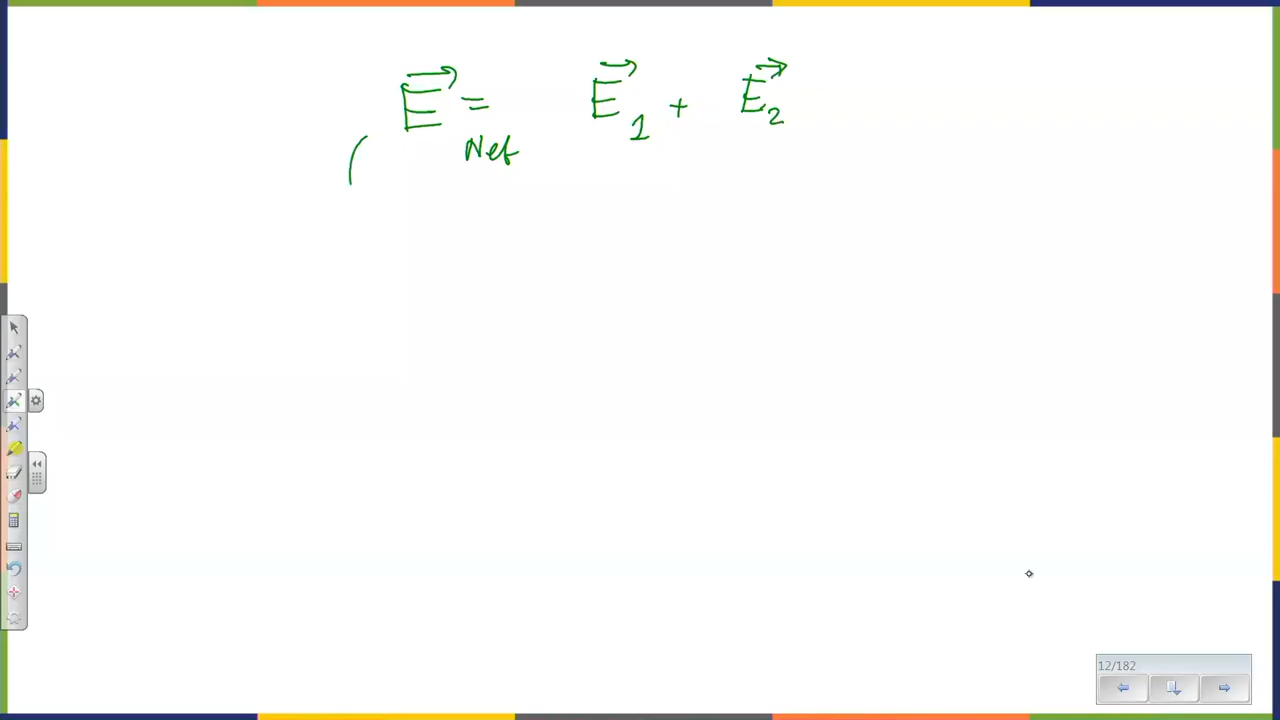 E⃗ = E⃗₁ + E⃗₂
Net
(
12/182